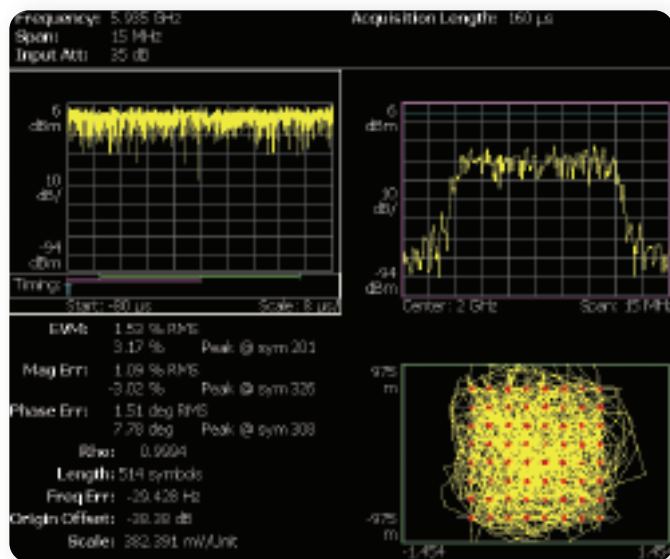 Frequency: 5.985 GHz Acquisition Length: 160 µs
Span: 15 MHz
Input Att: 35 dB
6 dBm
10 dB/
-94 dBm
Timing:
Start: -80 µs Scale: 8 µs/
6 dBm
10 dB/
-94 dBm
Center: 2 GHz Span: 15 MHz
EVM: 1.53 % RMS
3.17 % Peak @ sym 201
Mag Err: 1.09 % RMS
-3.02 % Peak @ sym 326
Phase Err: 1.51 deg RMS
7.78 deg Peak @ sym 308
Rho: 0.9994
Length: 514 symbols
Freq Err: -29.428 Hz
Origin Offset: -38.38 dB
Scale: 382.391 mV/Unit
975 m
-975 m
-1.454